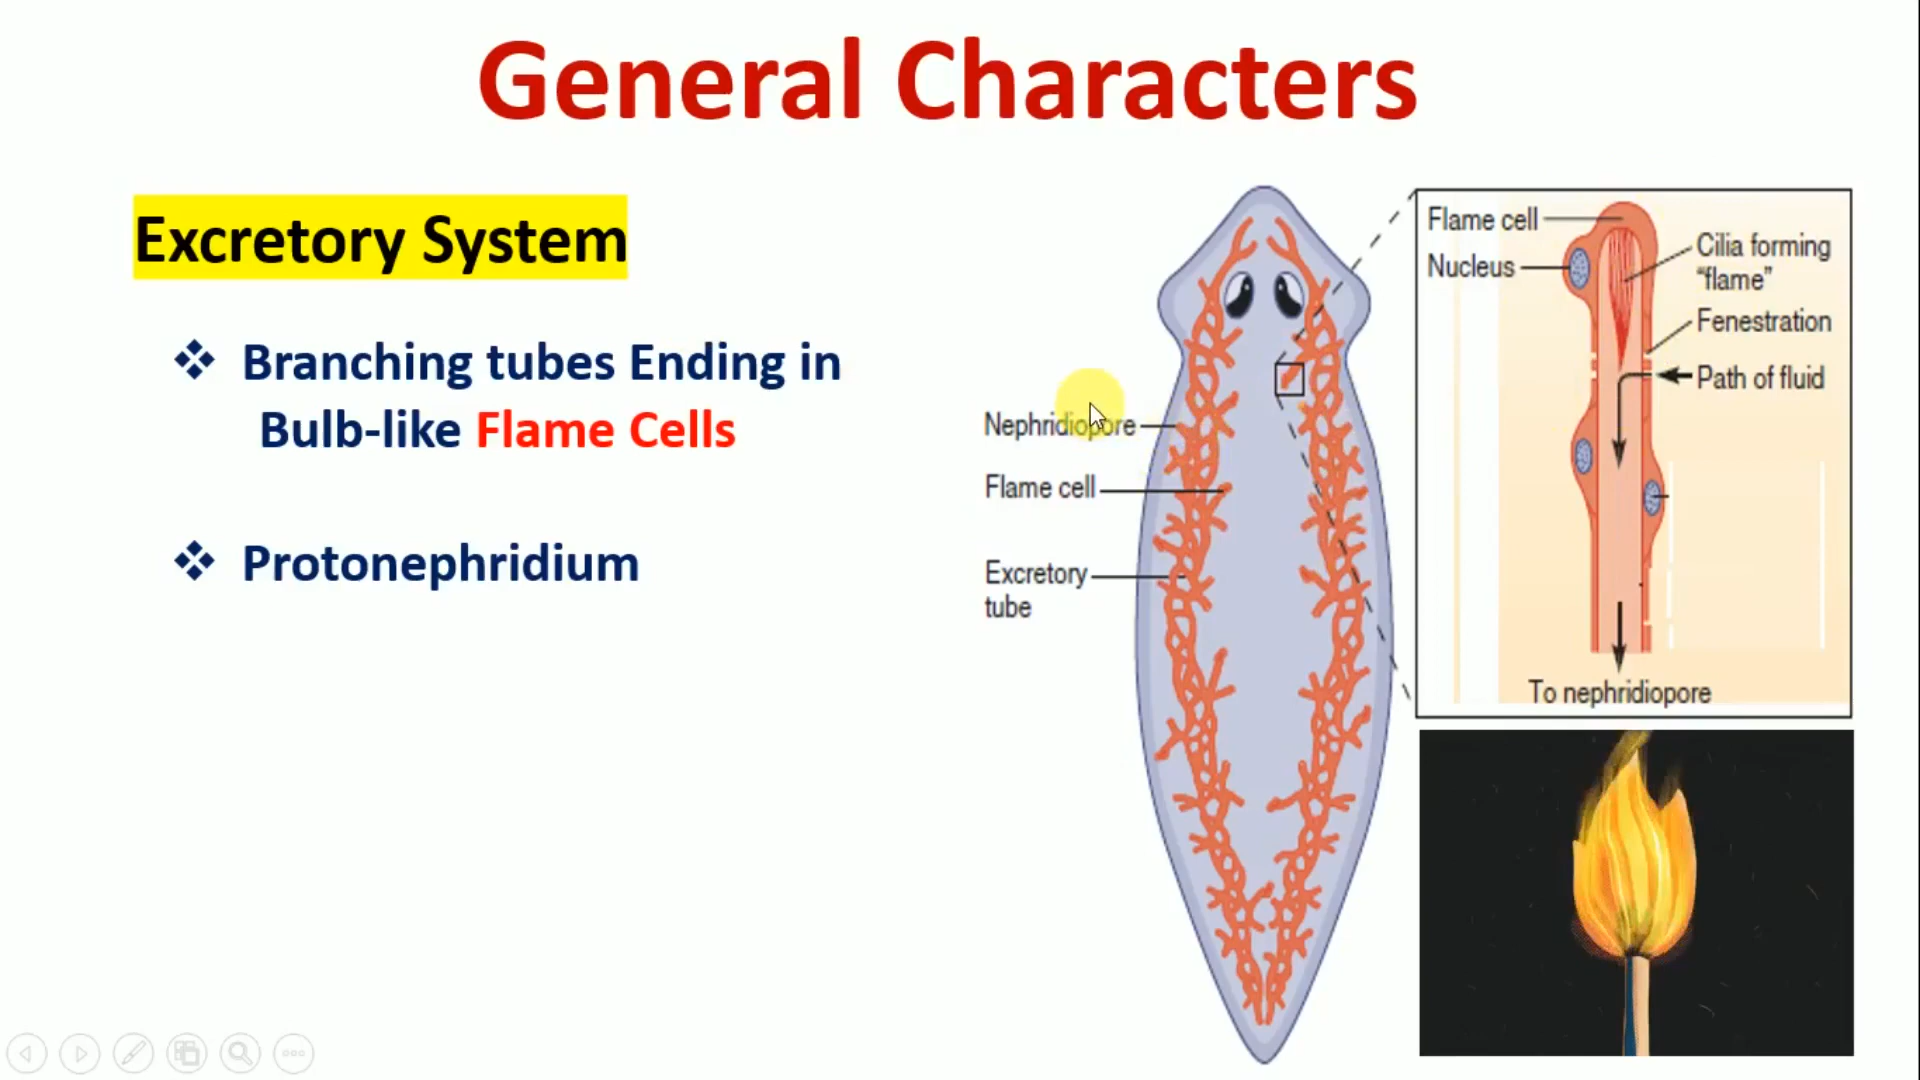 General Characters
Excretory System
❖ Branching tubes Ending in
Bulb-like Flame Cells
❖ Protonephridium
Nephridiopore
Flame cell
Excretory
tube
Flame cell
Nucleus
Cilia forming
“flame”
Fenestration
Path of fluid
To nephridiopore